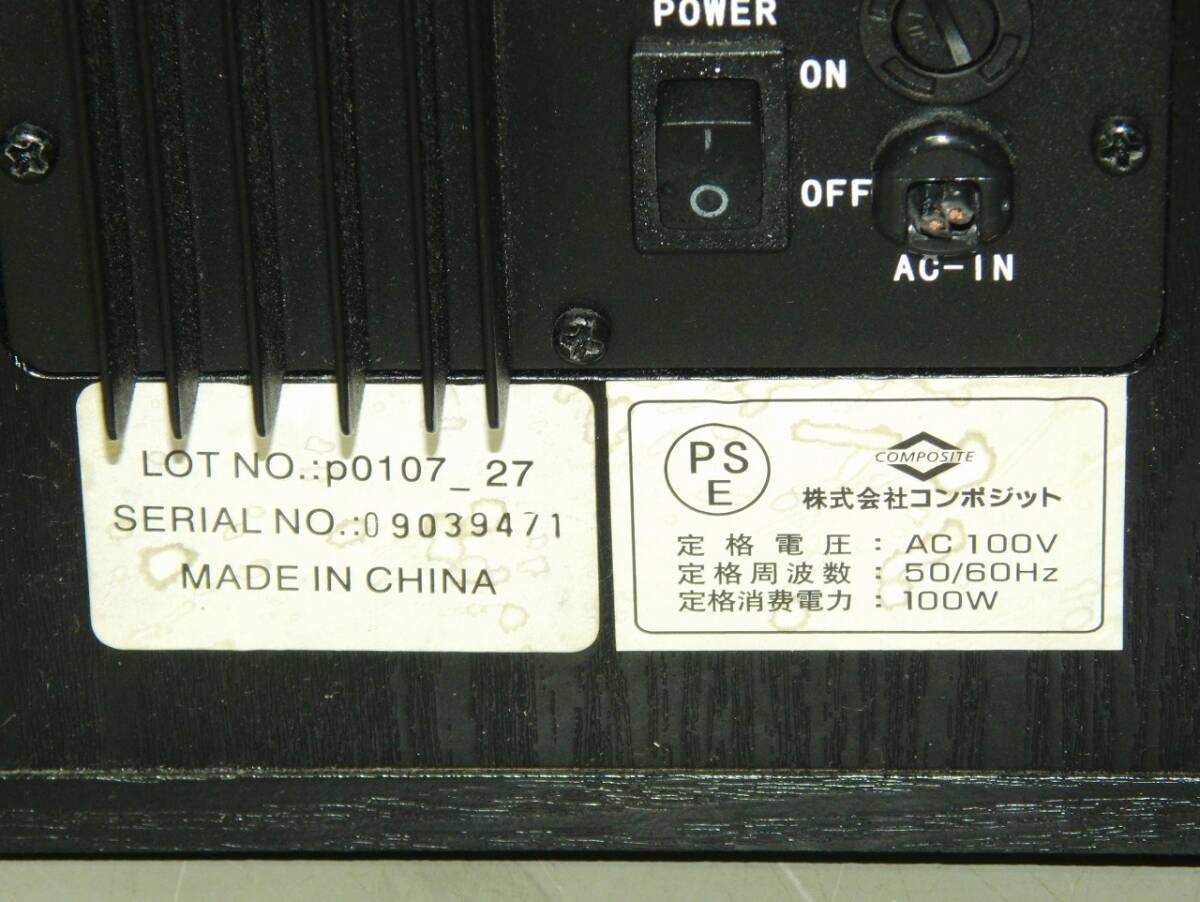 POWER
ON
OFF
AC-IN
LOT NO.:p0107_27
SERIAL NO.:09039471
MADE IN CHINA
PS
E
COMPOSITE
株式会社コンポジット
定格電圧：AC 100V
定格周波数：50/60Hz
定格消費電力：100W